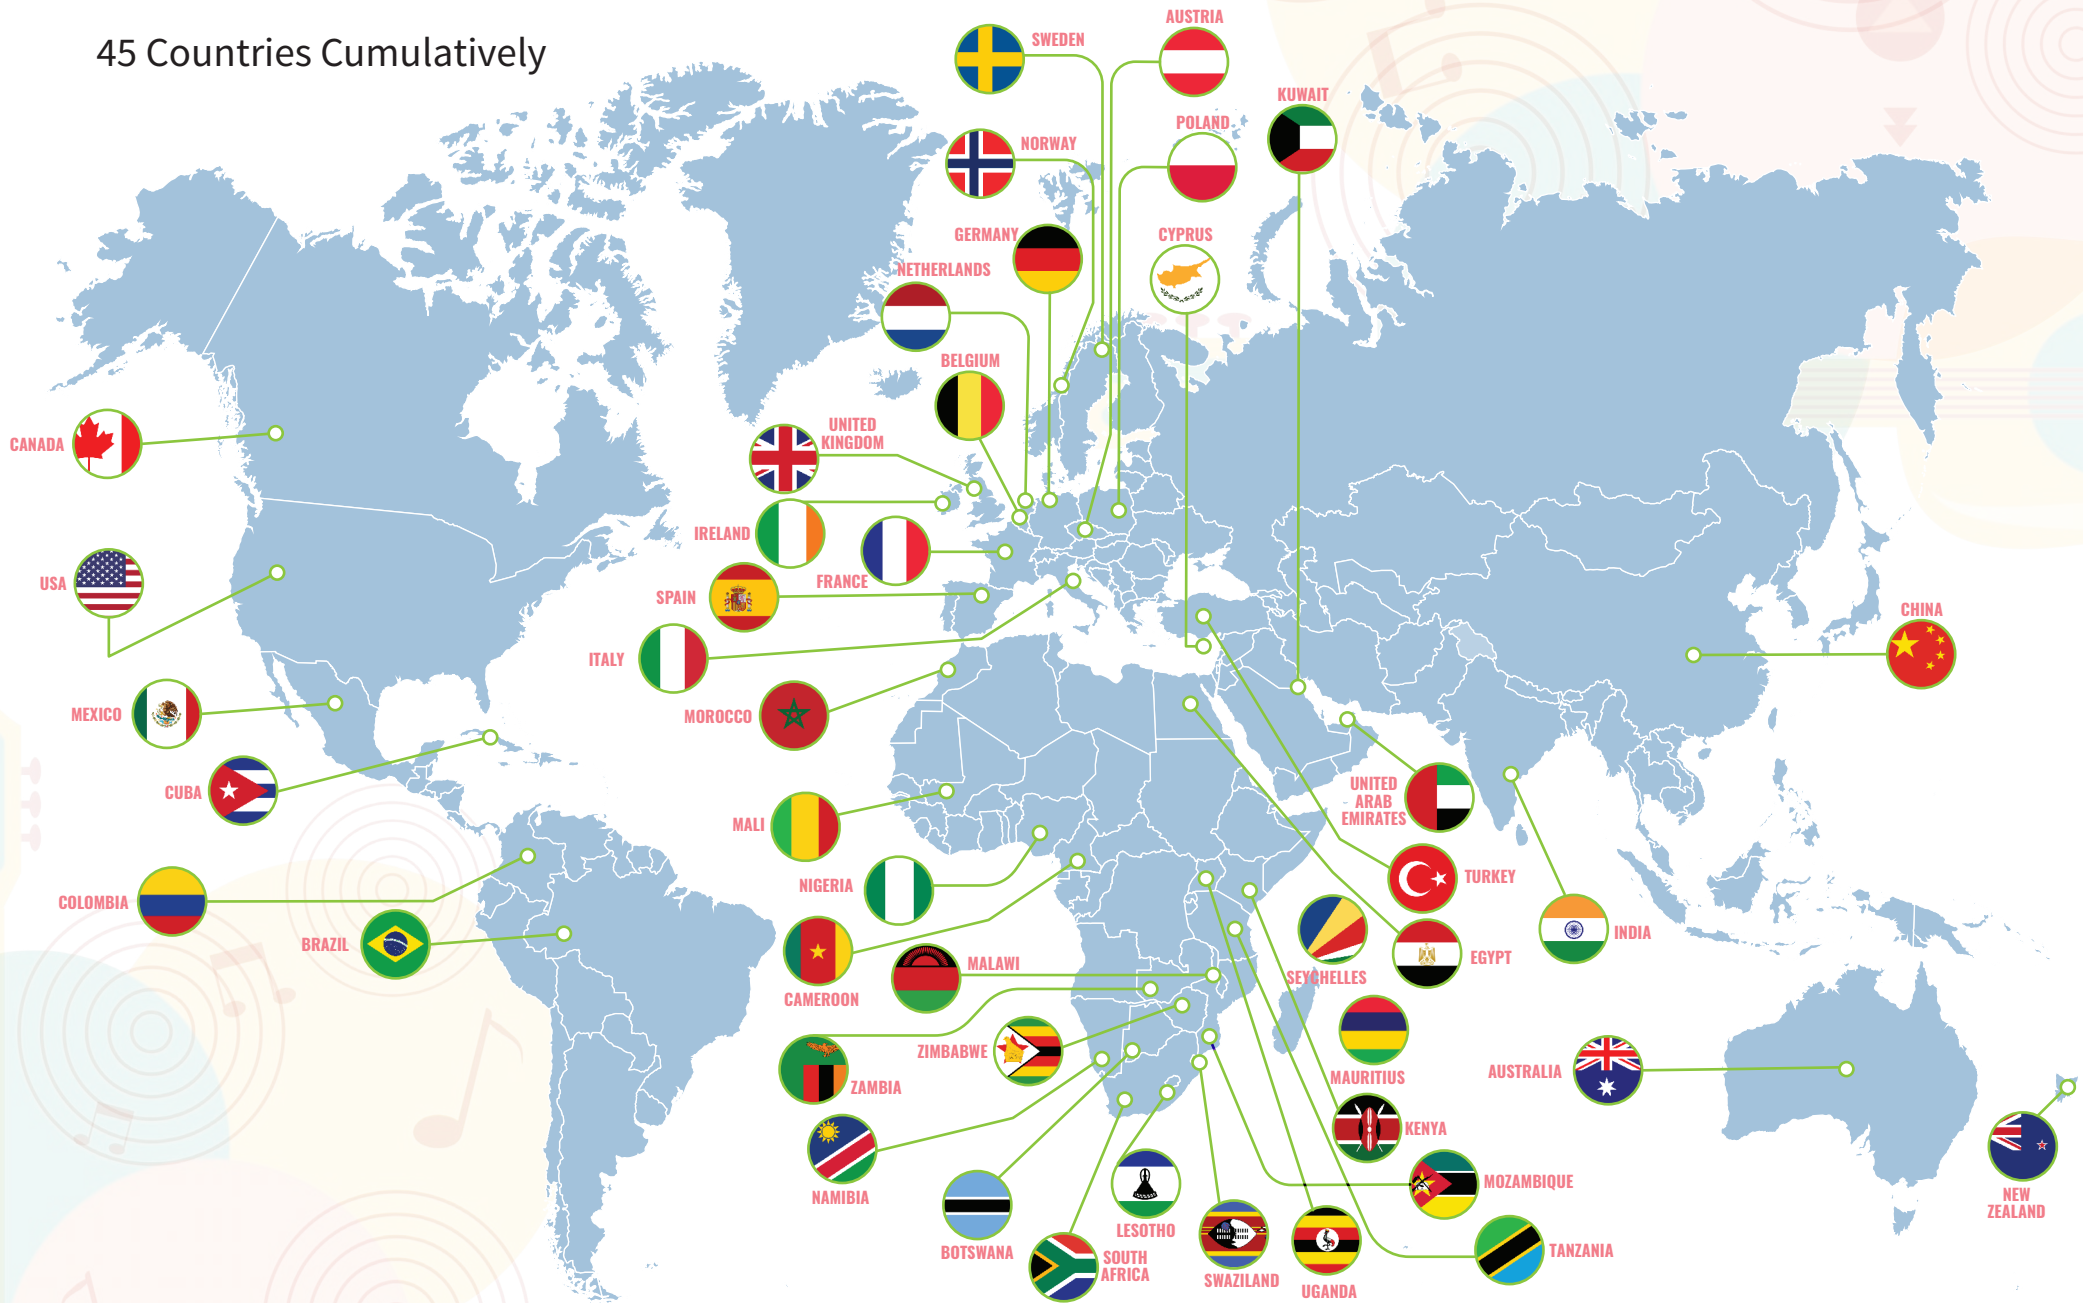 45 Countries Cumulatively
SWEDEN
AUSTRIA
NORWAY
POLAND
KUWAIT
GERMANY
CYPRUS
NETHERLANDS
BELGIUM
UNITED
KINGDOM
CANADA
IRELAND
FRANCE
USA
SPAIN
ITALY
CHINA
MEXICO
MOROCCO
CUBA
UNITED
ARAB
EMIRATES
MALI
TURKEY
NIGERIA
COLOMBIA
BRAZIL
INDIA
EGYPT
MALAWI
SEYCHELLES
CAMEROON
ZIMBABWE
MAURITIUS
AUSTRALIA
ZAMBIA
KENYA
NAMIBIA
MOZAMBIQUE
NEW
ZEALAND
LESOTHO
BOTSWANA
SOUTH
AFRICA
SWAZILAND
UGANDA
TANZANIA